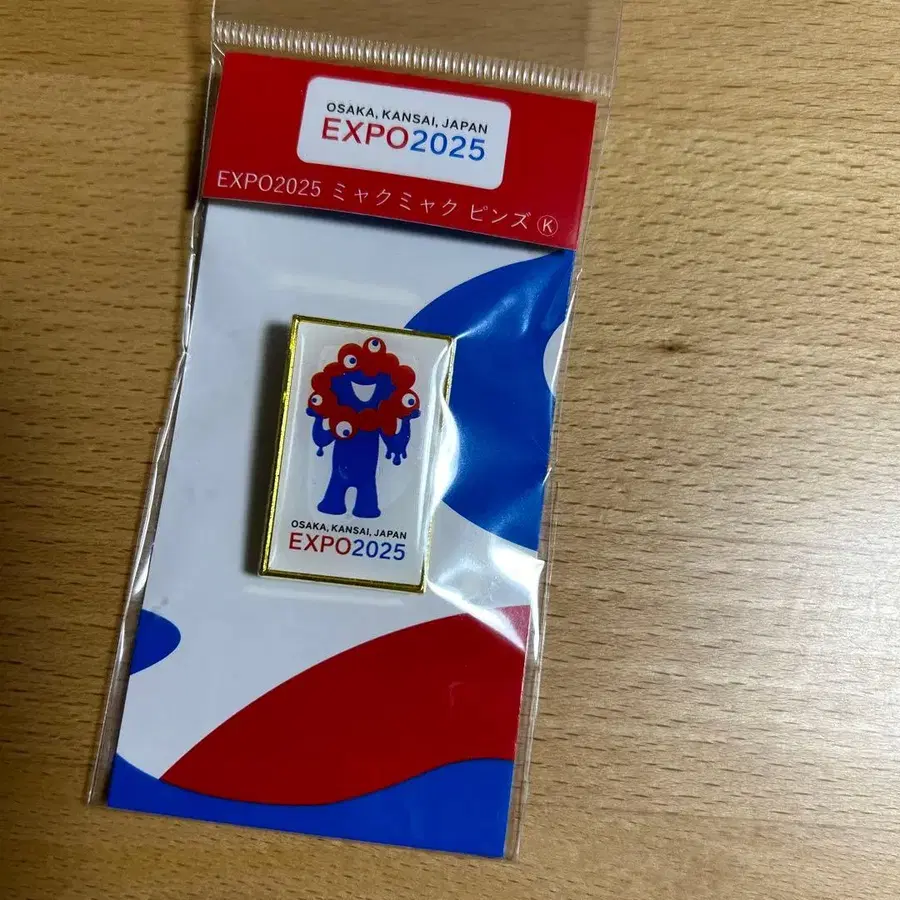 OSAKA, KANSAI, JAPAN
EXPO2025
EXPO2025 ミャクミャク ピンズ Ⓚ
OSAKA, KANSAI, JAPAN
EXPO2025